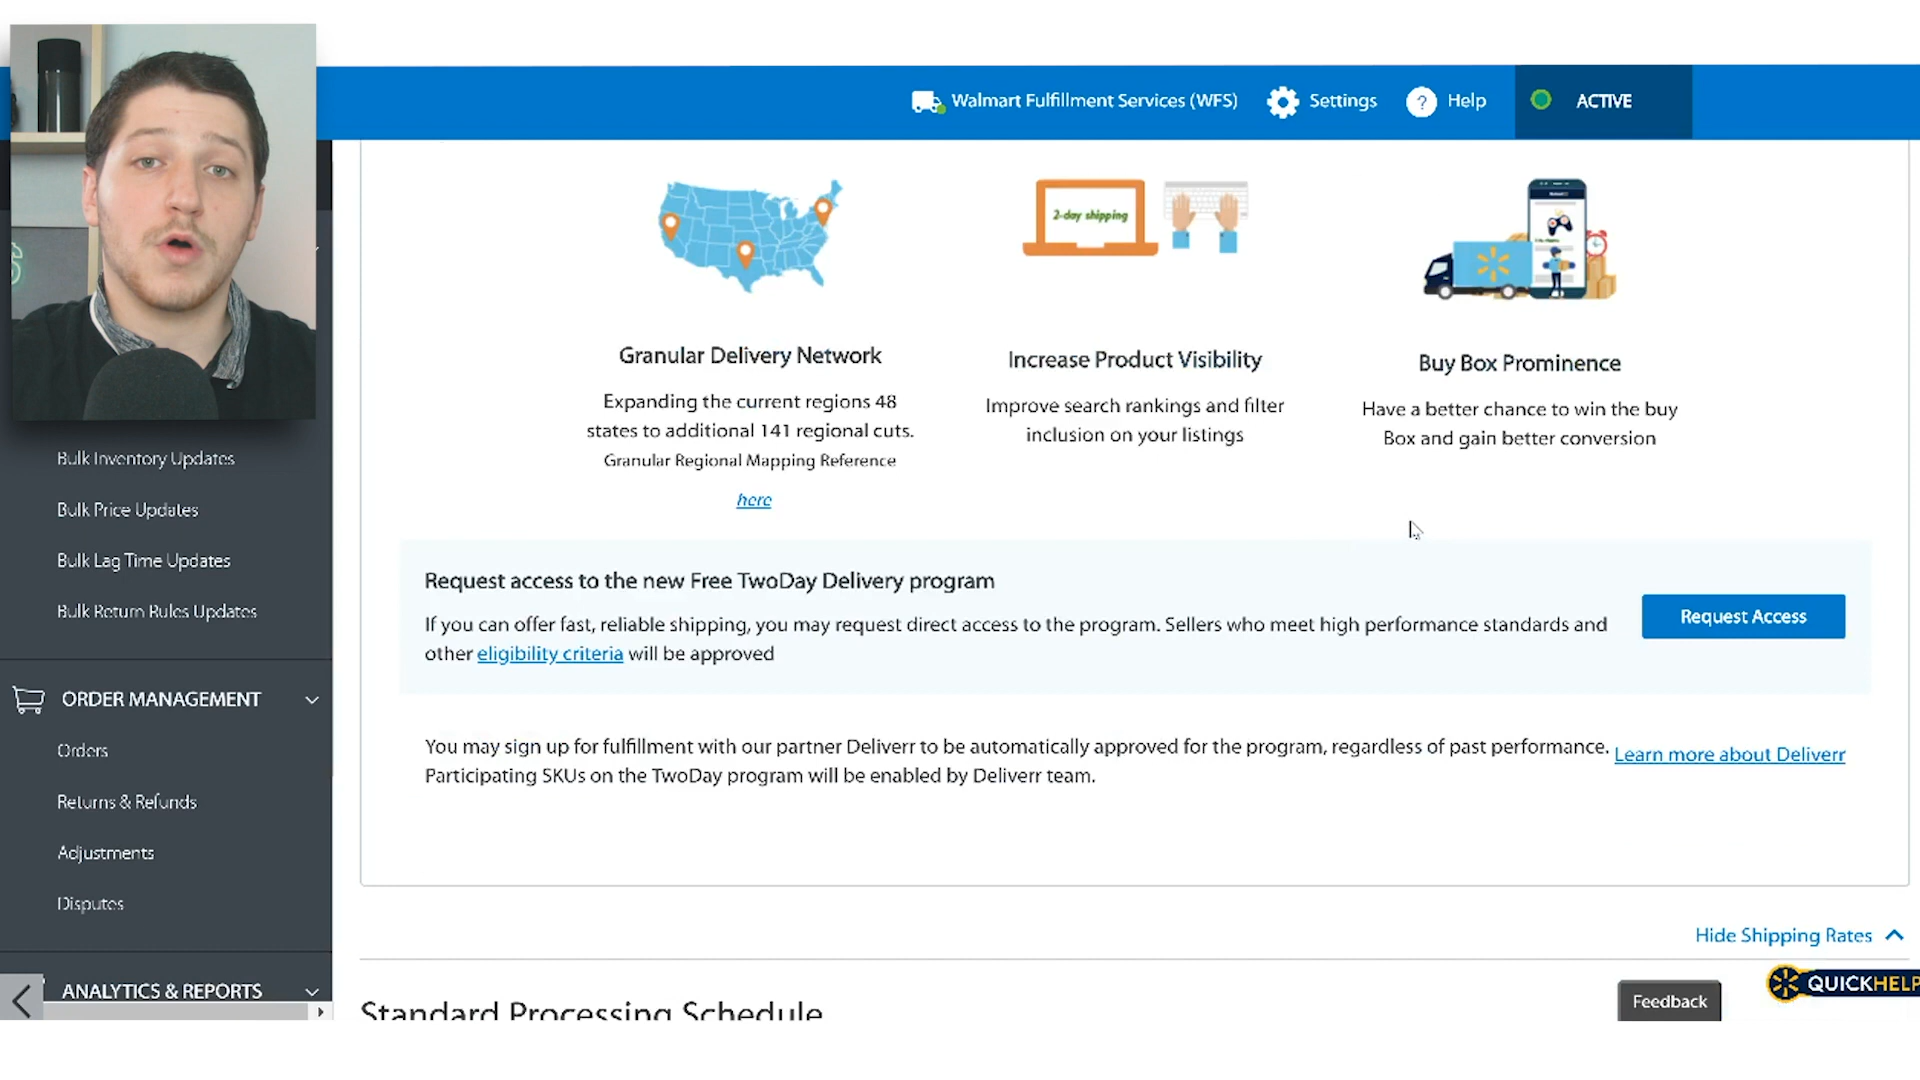 Walmart Fulfillment Services (WFS)
Settings
? Help
ACTIVE
2-day shipping
Granular Delivery Network
Expanding the current regions 48
states to additional 141 regional cuts.
Granular Regional Mapping Reference
here
Increase Product Visibility
Improve search rankings and filter
inclusion on your listings
Buy Box Prominence
Have a better chance to win the buy
Box and gain better conversion
Bulk Inventory Updates
Bulk Price Updates
Bulk Lag Time Updates
Bulk Return Rules Updates
ORDER MANAGEMENT
Orders
Returns & Refunds
Adjustments
Disputes
ANALYTICS & REPORTS
Request access to the new Free TwoDay Delivery program
If you can offer fast, reliable shipping, you may request direct access to the program. Sellers who meet high performance standards and
other eligibility criteria will be approved
Request Access
You may sign up for fulfillment with our partner Deliverr to be automatically approved for the program, regardless of past performance.
Participating SKUs on the TwoDay program will be enabled by Deliverr team.
Learn more about Deliverr
Hide Shipping Rates
Standard Processing Schedule
Feedback
QUICKHELP